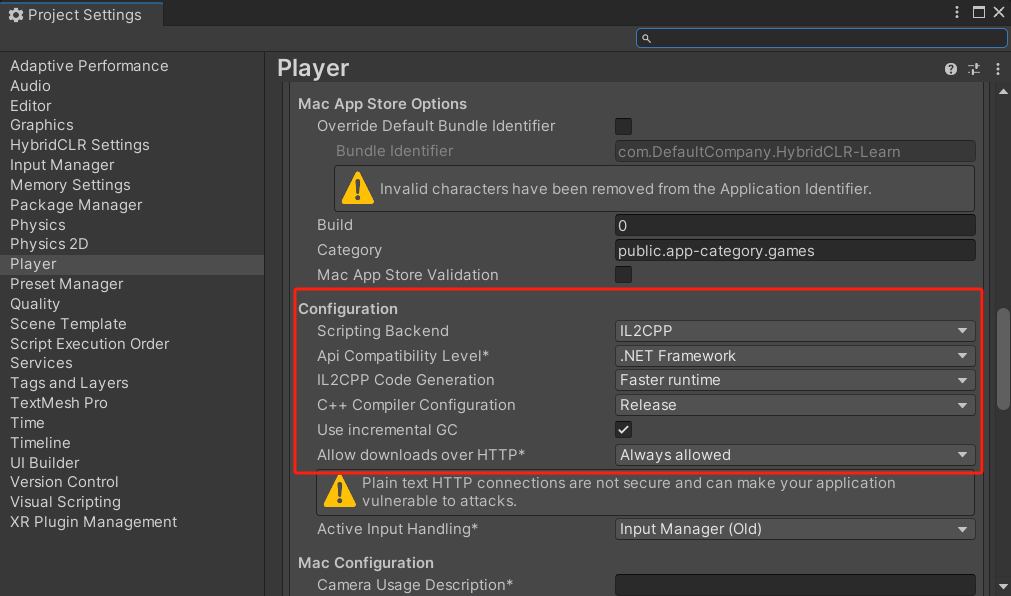 Project Settings
Adaptive Performance
Audio
Editor
Graphics
HybridCLR Settings
Input Manager
Memory Settings
Package Manager
Physics
Physics 2D
Player
Preset Manager
Quality
Scene Template
Script Execution Order
Services
Tags and Layers
TextMesh Pro
Time
Timeline
UI Builder
Version Control
Visual Scripting
XR Plugin Management
Player
Mac App Store Options
Override Default Bundle Identifier
Bundle Identifier com.DefaultCompany.HybridCLR-Learn
Invalid characters have been removed from the Application Identifier.
Build 0
Category public.app-category.games
Mac App Store Validation
Configuration
Scripting Backend IL2CPP
Api Compatibility Level* .NET Framework
IL2CPP Code Generation Faster runtime
C++ Compiler Configuration Release
Use incremental GC
Allow downloads over HTTP* Always allowed
Plain text HTTP connections are not secure and can make your application
vulnerable to attacks.
Active Input Handling* Input Manager (Old)
Mac Configuration
Camera Usage Description*